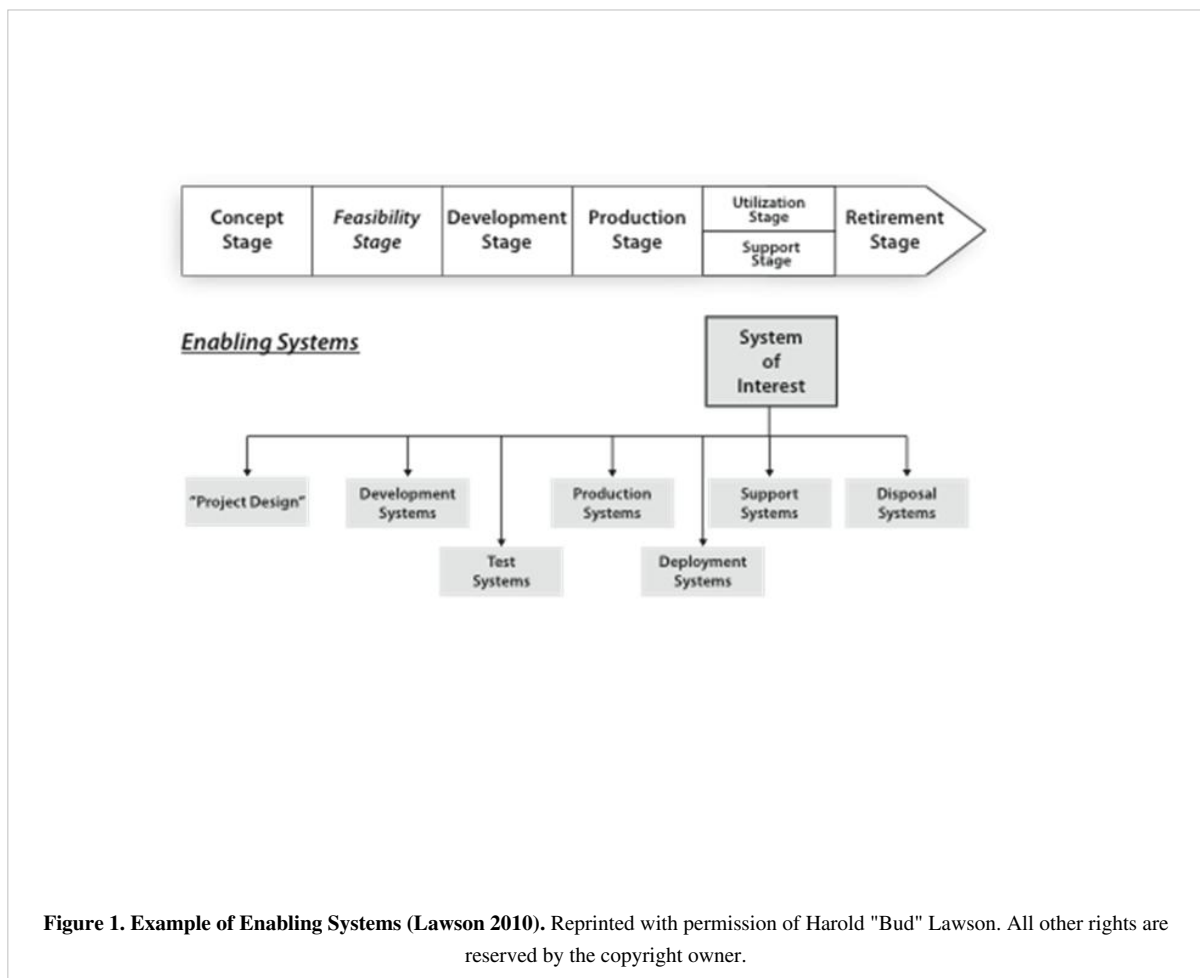 Concept
Stage
Feasibility
Stage
Development
Stage
Production
Stage
Utilization
Stage
Support
Stage
Retirement
Stage
Enabling Systems
System
of
Interest
"Project Design"
Development
Systems
Production
Systems
Support
Systems
Disposal
Systems
Test
Systems
Deployment
Systems
Figure 1. Example of Enabling Systems (Lawson 2010). Reprinted with permission of Harold "Bud" Lawson. All other rights are
reserved by the copyright owner.